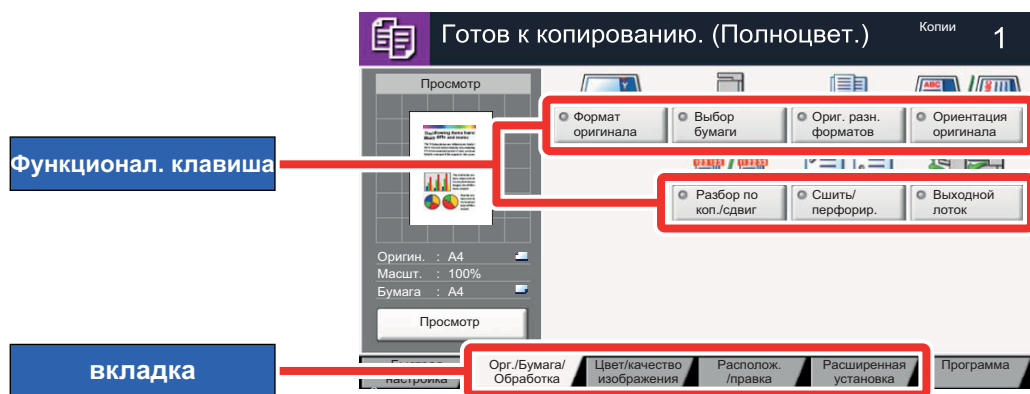 Готов к копированию. (Полноцвет.)
Копии
1
Просмотр
Формат оригинала
Выбор бумаги
Ориг. разн. форматов
Ориентация оригинала
Функционал. клавиша
Разбор по коп./сдвиг
Сшить/ перфорир.
Выходной лоток
Оригин. : A4
Масшт. : 100%
Бумага : A4
Просмотр
вкладка
настройка
Орг./Бумага/ Обработка
Цвет/качество изображения
Располож. /правка
Расширенная установка
Программа